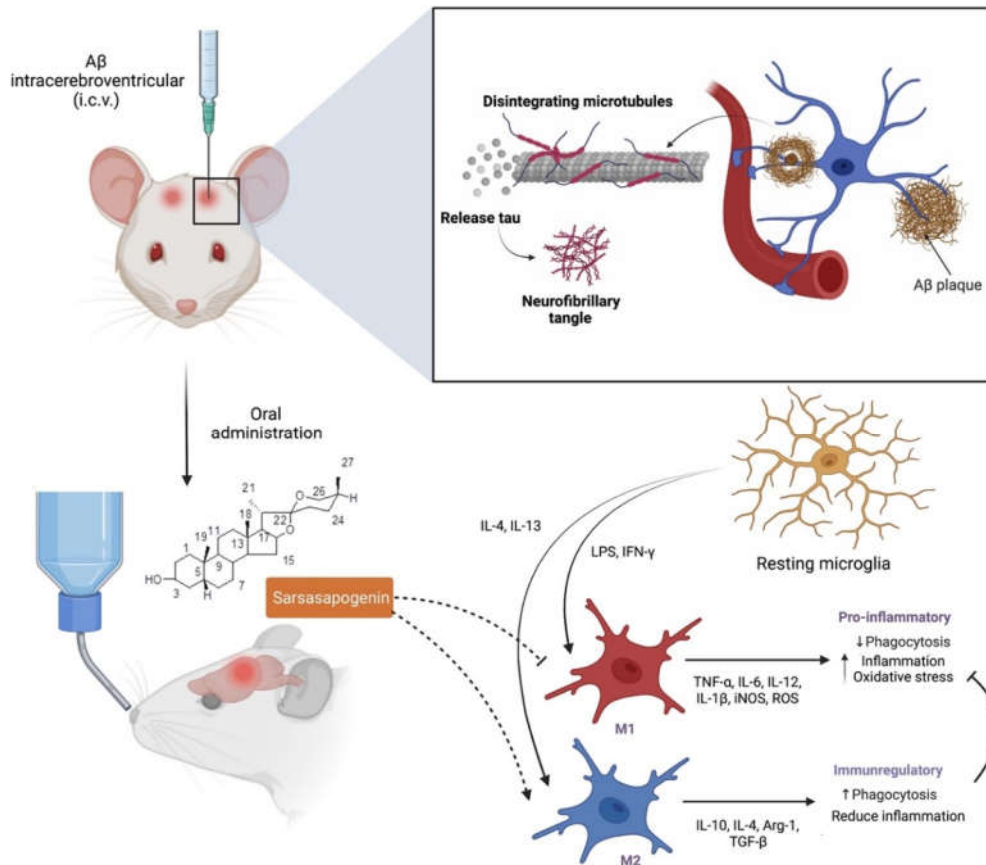 Aβ
intracerebroventricular
(i.c.v.)
Disintegrating microtubules
Release tau
Neurofibrillary
tangle
Aβ plaque
Oral
administration
27
21
26
H
O
22
24
18
O
11
17
19
13
1
15
9
5
HO
3
7
H
Sarsasapogenin
IL-4, IL-13
LPS, IFN-γ
Resting microglia
Pro-inflammatory
↓Phagocytosis
↑ Inflammation
Oxidative stress
TNF-α, IL-6, IL-12,
IL-1β, iNOS, ROS
M1
Immunregulatory
↑Phagocytosis
Reduce inflammation
IL-10, IL-4, Arg-1,
TGF-β
M2